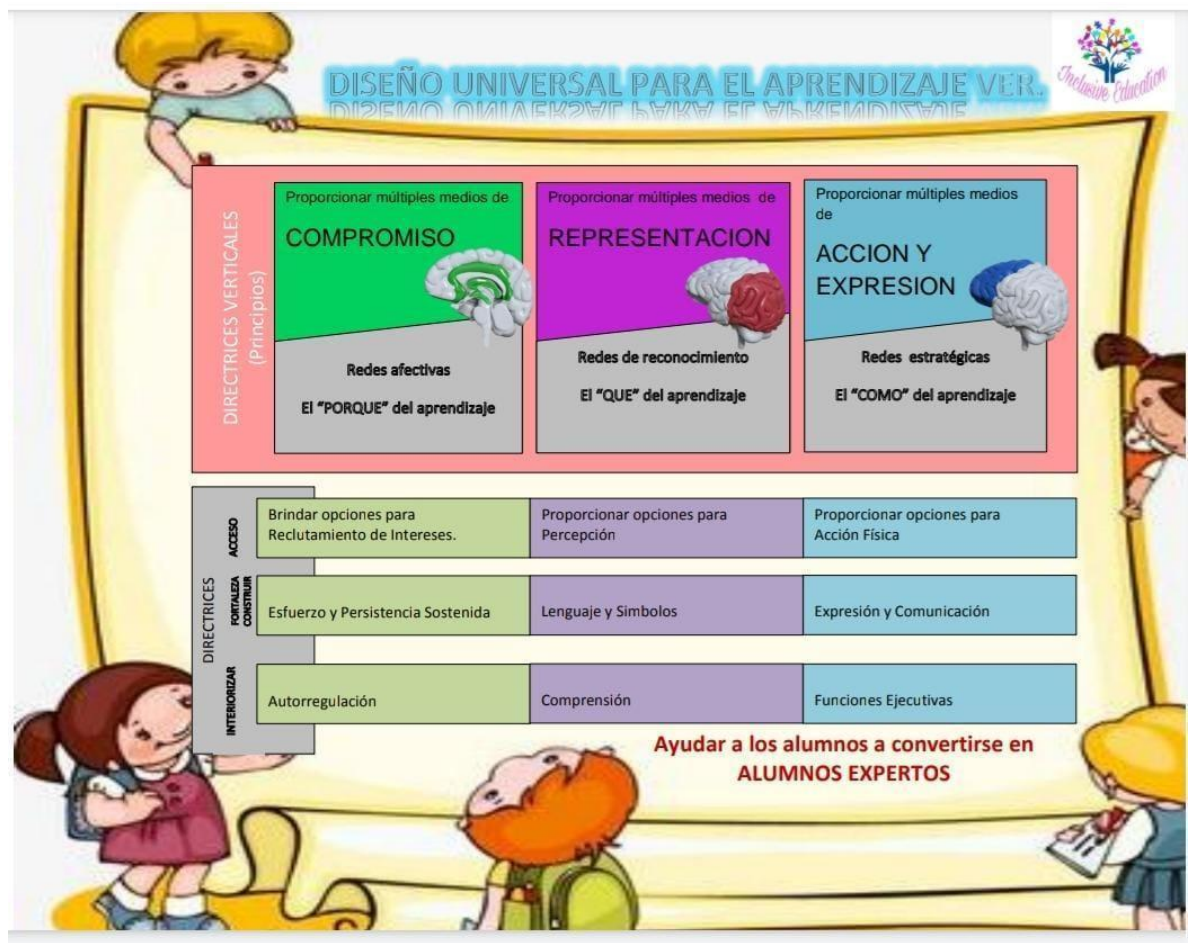 DISEÑO UNIVERSAL PARA EL APRENDIZAJE VER.
Inclusive Education
DIRECTRICES VERTICALES
(Principios)
Proporcionar múltiples medios de
COMPROMISO
Redes afectivas
El “PORQUE” del aprendizaje
Proporcionar múltiples medios de
REPRESENTACION
Redes de reconocimiento
El “QUE” del aprendizaje
Proporcionar múltiples medios
de
ACCION Y
EXPRESION
Redes estratégicas
El “COMO” del aprendizaje
DIRECTRICES
ACCESO
Brindar opciones para
Reclutamiento de Intereses.
Proporcionar opciones para
Percepción
Proporcionar opciones para
Acción Física
FORTALEZA
CONSTRUIR
Esfuerzo y Persistencia Sostenida
Lenguaje y Simbolos
Expresión y Comunicación
INTERIORIZAR
Autorregulación
Comprensión
Funciones Ejecutivas
Ayudar a los alumnos a convertirse en
ALUMNOS EXPERTOS